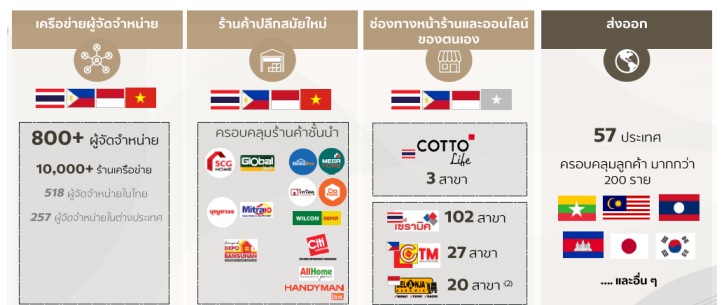 เครือข่ายผู้จัดจำหน่าย
800+ ผู้จัดจำหน่าย
10,000+ ร้านเครือข่าย
518 ผู้จัดจำหน่ายในไทย
257 ผู้จัดจำหน่ายในต่างประเทศ
ร้านค้าปลีกสมัยใหม่
ครอบคลุมร้านค้าชั้นนำ
SCG
HOME
Global
HomePro
MEGA
HOME
ไทวัสดุ
บุญถาวร
Mitra10
WILCON DEPOT
DEPO
BANGUNAN
Citi
AllHome
HANDYMAN
ช่องทางหน้าร้านและออนไลน์
ของตนเอง
COTTO
Life
3 สาขา
เซรามิค
102 สาขา
CTM
27 สาขา
BELANJA
20 สาขา (2)
ส่งออก
57 ประเทศ
ครอบคลุมลูกค้า มากกว่า
200 ราย
.... และอื่น ๆ